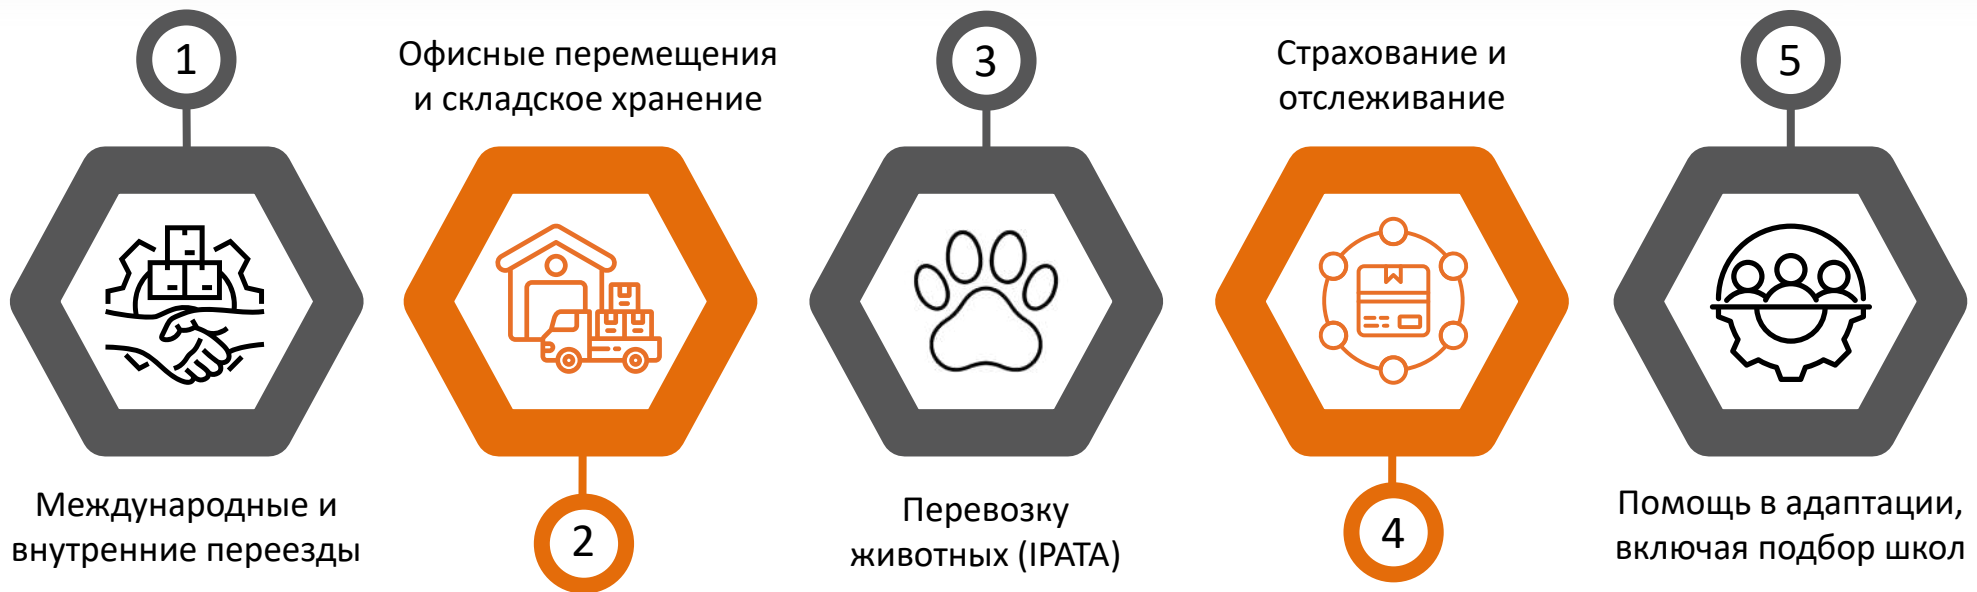 1
Международные и
внутренние переезды
Офисные перемещения
и складское хранение
2
3
Перевозку
животных (IPATA)
Страхование и
отслеживание
4
5
Помощь в адаптации,
включая подбор школ